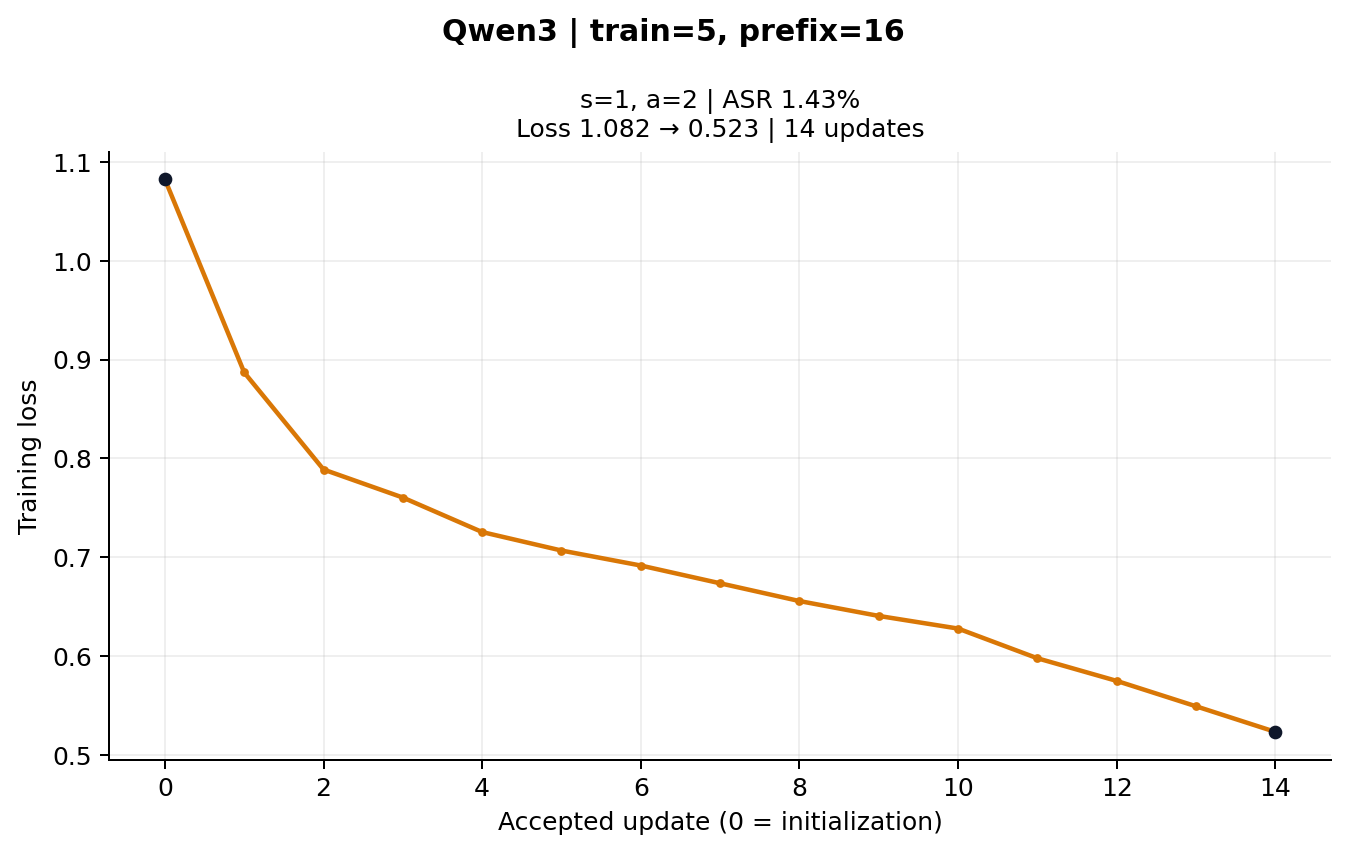 Qwen3 | train=5, prefix=16
s=1, a=2 | ASR 1.43%
Loss 1.082 → 0.523 | 14 updates
1.1
1.0
0.9
0.8
0.7
0.6
0.5
Training loss
0 2 4 6 8 10 12 14
Accepted update (0 = initialization)